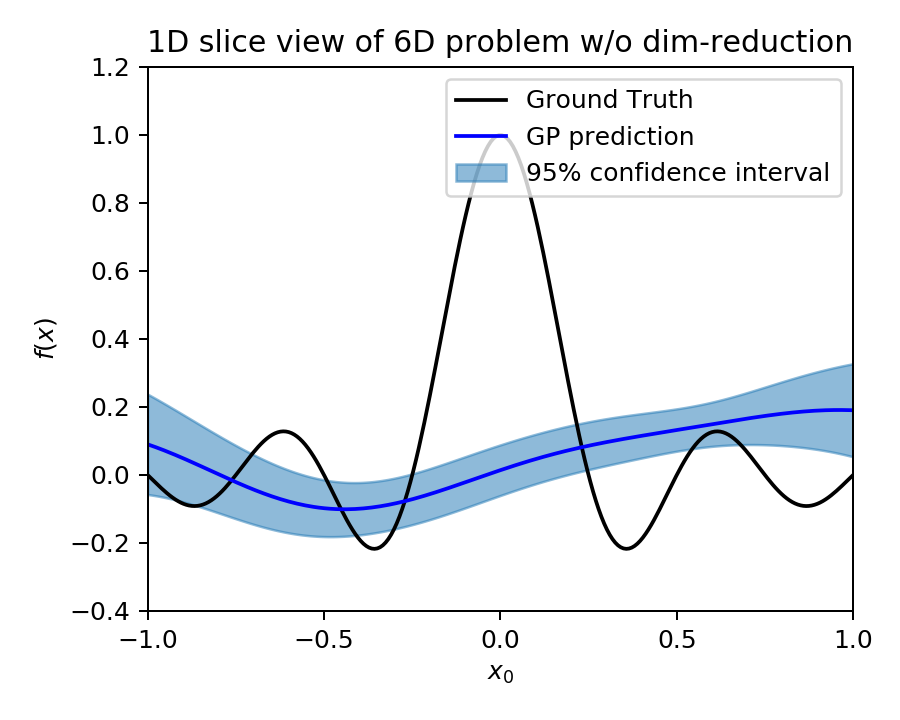 1D slice view of 6D problem w/o dim-reduction
1.2
1.0
0.8
0.6
0.4
0.2
0.0
−0.2
−0.4
f(x)
Ground Truth
GP prediction
95% confidence interval
−1.0
−0.5
0.0
0.5
1.0
x₀